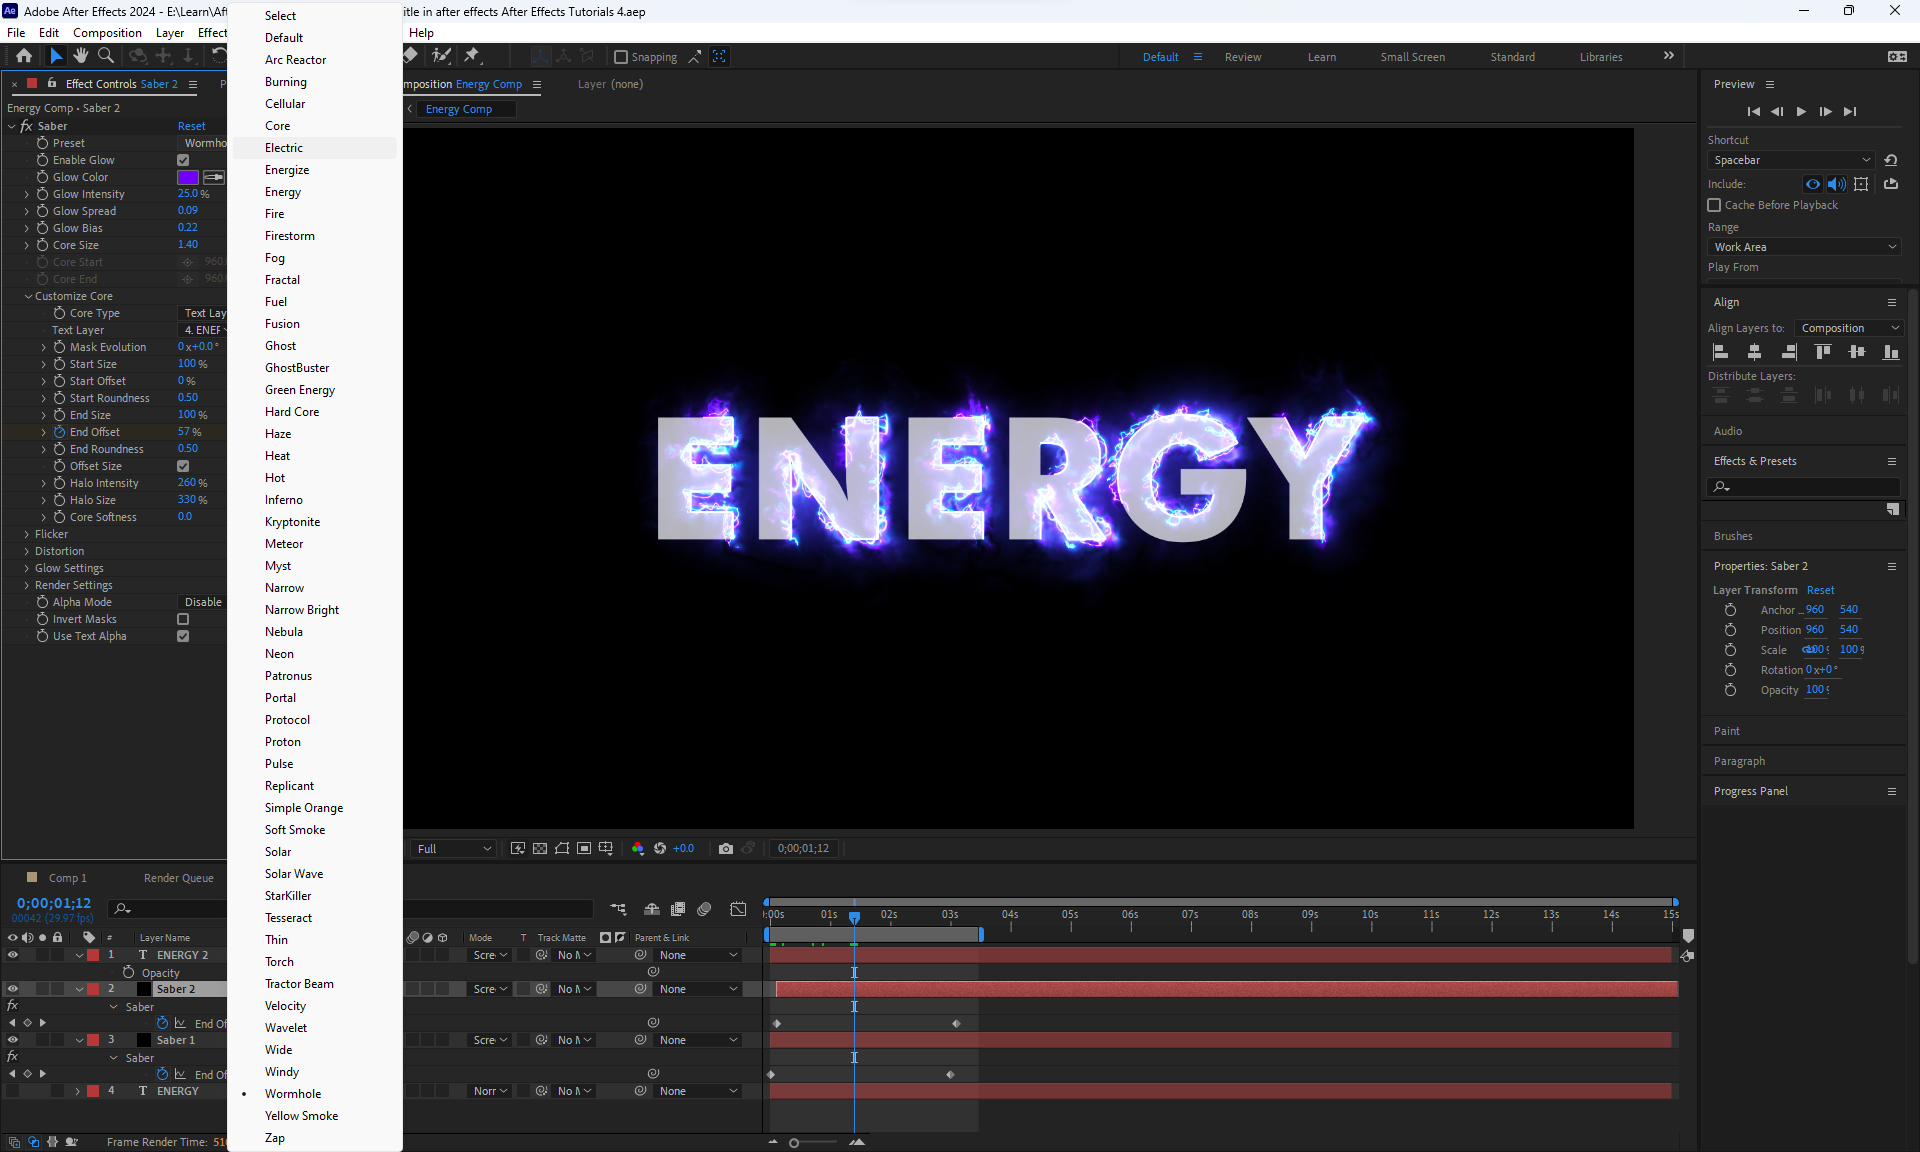 Adobe After Effects 2024 - E:\Learn\Aft
itle in after effects After Effects Tutorials 4.aep
File Edit Composition Layer Effect
Help
Snapping
Default Review Learn Small Screen Standard Libraries
Effect Controls Saber 2
Energy Comp • Saber 2
fx Saber Reset
Preset Wormho
Enable Glow
Glow Color
Glow Intensity 25.0 %
Glow Spread 0.09
Glow Bias 0.22
Core Size 1.40
Core Start 960.
Core End 960.
Customize Core
Core Type Text Lay
Text Layer 4. ENER
Mask Evolution 0x+0.0°
Start Size 100 %
Start Offset 0 %
Start Roundness 0.50
End Size 100 %
End Offset 57 %
End Roundness 0.50
Offset Size
Halo Intensity 260 %
Halo Size 330 %
Core Softness 0.0
Flicker
Distortion
Glow Settings
Render Settings
Alpha Mode Disable
Invert Masks
Use Text Alpha
Select
Default
Arc Reactor
Burning
Cellular
Core
Electric
Energize
Energy
Fire
Firestorm
Fog
Fractal
Fuel
Fusion
Ghost
GhostBuster
Green Energy
Hard Core
Haze
Heat
Hot
Inferno
Kryptonite
Meteor
Myst
Narrow
Narrow Bright
Nebula
Neon
Patronus
Portal
Protocol
Proton
Pulse
Replicant
Simple Orange
Soft Smoke
Solar
Solar Wave
StarKiller
Tesseract
Thin
Torch
Tractor Beam
Velocity
Wavelet
Wide
Windy
Wormhole
Yellow Smoke
Zap
mposition Energy Comp
Layer (none)
Energy Comp
ENERGY
Full
+0.0
0;00;01;12
Preview
Shortcut
Spacebar
Include:
Cache Before Playback
Range
Work Area
Play From
Align
Align Layers to: Composition
Distribute Layers:
Audio
Effects & Presets
Brushes
Properties: Saber 2
Layer Transform Reset
Anchor ... 960 540
Position 960 540
Scale 100 100
Rotation 0x+0°
Opacity 100
Paint
Paragraph
Progress Panel
Comp 1 Render Queue
0;00;01;12
00042 (29.97 fps)
# Layer Name
Mode T Track Matte Parent & Link
:00s 01s 02s 03s 04s 05s 06s 07s 08s 09s 10s 11s 12s 13s 14s 15s
1 T ENERGY 2 Scre No M None
Opacity
2 Saber 2 Scre No M None
fx Saber
End Of
3 Saber 1 Scre No M None
fx Saber
End Of
4 T ENERGY Norr No M None
Frame Render Time: 51